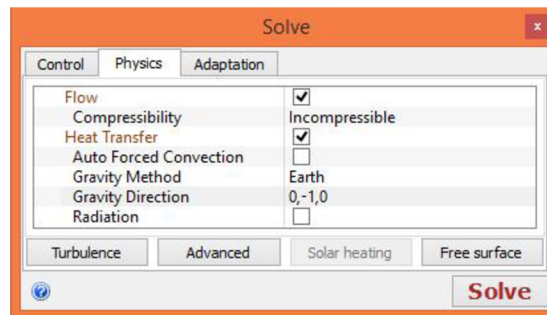 Solve
x
Control Physics Adaptation
Flow
Compressibility Incompressible
Heat Transfer
Auto Forced Convection
Gravity Method Earth
Gravity Direction 0,-1,0
Radiation
Turbulence Advanced Solar heating Free surface
? Solve